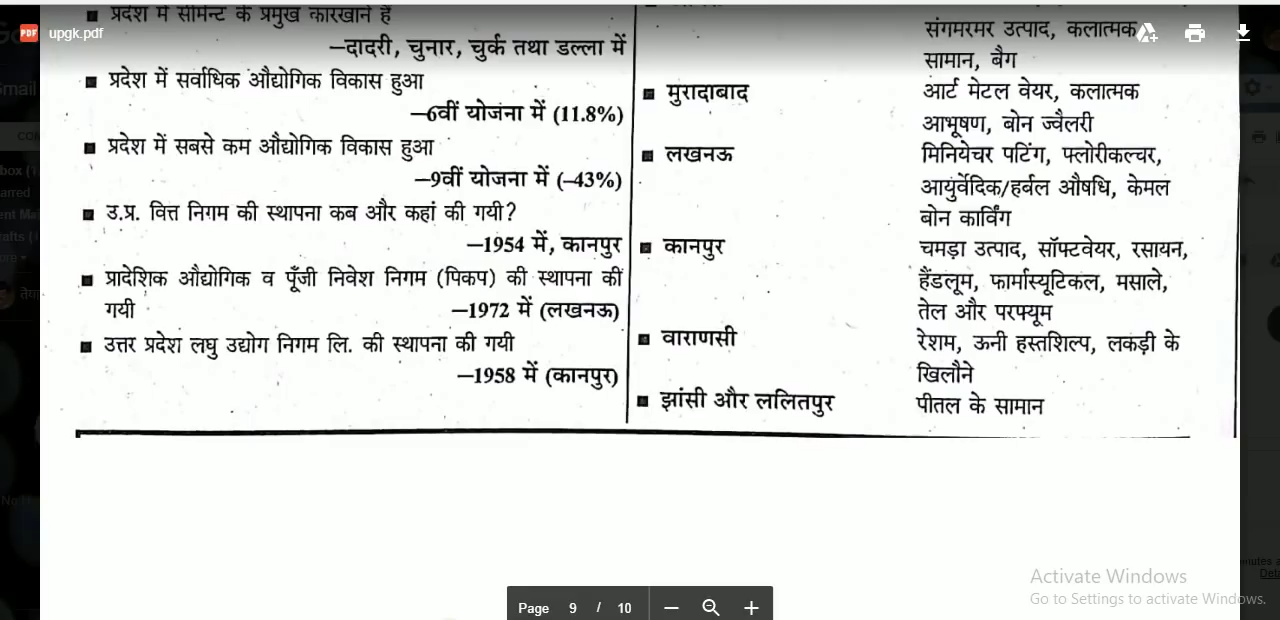 upgk.pdf
प्रदेश में सीमेन्ट के प्रमुख कारखाने हैं
–दादरी, चुनार, चुर्क तथा डल्ला में
प्रदेश में सर्वाधिक औद्योगिक विकास हुआ
–6वीं योजना में (11.8%)
प्रदेश में सबसे कम औद्योगिक विकास हुआ
–9वीं योजना में (–43%)
उ.प्र. वित्त निगम की स्थापना कब और कहां की गयी?
–1954 में, कानपुर
प्रादेशिक औद्योगिक व पूँजी निवेश निगम (पिकप) की स्थापना कीं
गयी –1972 में (लखनऊ)
उत्तर प्रदेश लघु उद्योग निगम लि. की स्थापना की गयी
–1958 में (कानपुर)
संगमरमर उत्पाद, कलात्मक
सामान, बैग
मुरादाबाद आर्ट मेटल वेयर, कलात्मक
आभूषण, बोन ज्वैलरी
लखनऊ मिनियेचर पटिंग, फ्लोरीकल्चर,
आयुर्वेदिक/हर्बल औषधि, केमल
बोन कार्विंग
कानपुर चमड़ा उत्पाद, सॉफ्टवेयर, रसायन,
हैंडलूम, फार्मास्यूटिकल, मसाले,
तेल और परफ्यूम
वाराणसी रेशम, ऊनी हस्तशिल्प, लकड़ी के
खिलौने
झांसी और ललितपुर पीतल के सामान
Activate Windows
Go to Settings to activate Windows.
Page 9 / 10